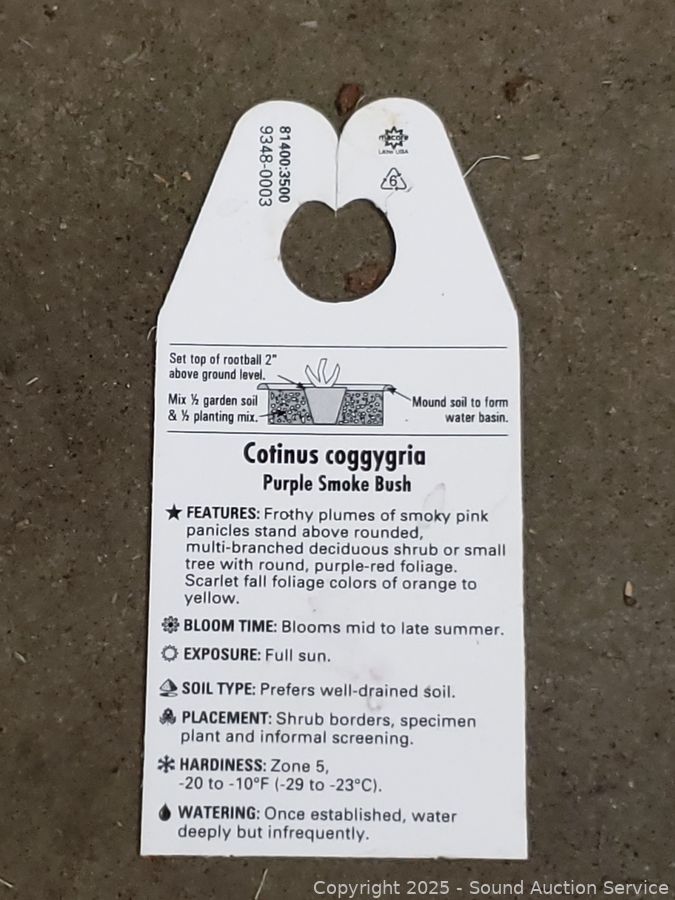 81400:3500
9348-0003
macore
LAtho USA
6
Set top of rootball 2"
above ground level.
Mix ½ garden soil
& ½ planting mix.
Mound soil to form
water basin.
Cotinus coggygria
Purple Smoke Bush
FEATURES: Frothy plumes of smoky pink
panicles stand above rounded,
multi-branched deciduous shrub or small
tree with round, purple-red foliage.
Scarlet fall foliage colors of orange to
yellow.
BLOOM TIME: Blooms mid to late summer.
EXPOSURE: Full sun.
SOIL TYPE: Prefers well-drained soil.
PLACEMENT: Shrub borders, specimen
plant and informal screening.
HARDINESS: Zone 5,
-20 to -10°F (-29 to -23°C).
WATERING: Once established, water
deeply but infrequently.
Copyright 2025 - Sound Auction Service